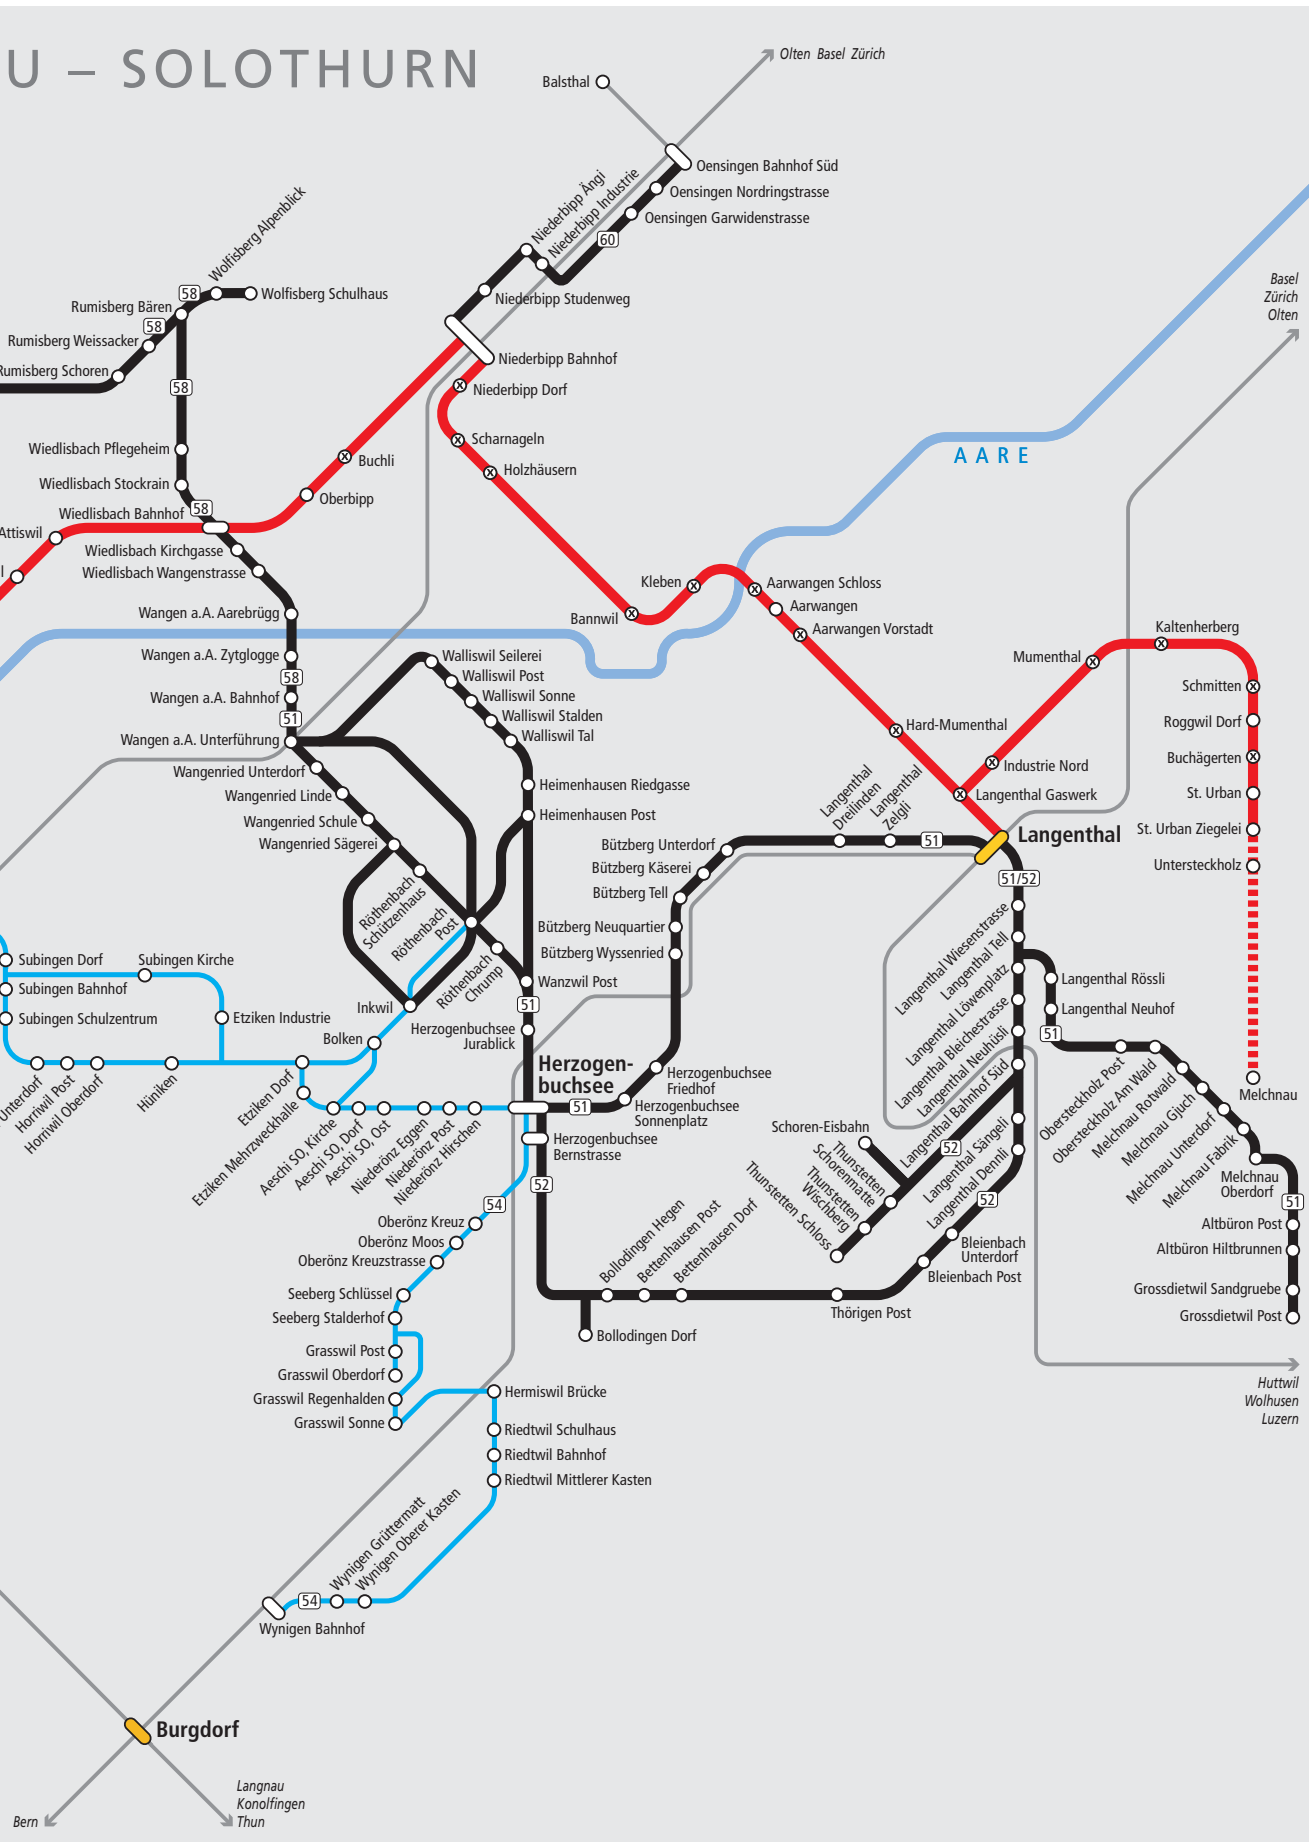 U – SOLOTHURN
Olten Basel Zürich
Balsthal
Oensingen Bahnhof Süd
Oensingen Nordringstrasse
Oensingen Garwidenstrasse
60
Niederbipp Ängi
Niederbipp Industrie
Niederbipp Studenweg
Niederbipp Bahnhof
Niederbipp Dorf
Scharnageln
Holzhäusern
Basel
Zürich
Olten
Wolfisberg Alpenblick
58
Wolfisberg Schulhaus
Rumisberg Bären
58
Rumisberg Weissacker
Rumisberg Schoren
58
Wiedlisbach Pflegeheim
Wiedlisbach Stockrain
58
Wiedlisbach Bahnhof
Buchli
Oberbipp
Attiswil
l
Wiedlisbach Kirchgasse
Wiedlisbach Wangenstrasse
Wangen a.A. Aarebrügg
Wangen a.A. Zytglogge
58
Wangen a.A. Bahnhof
51
Wangen a.A. Unterführung
AARE
Bannwil
Kleben
Aarwangen Schloss
Aarwangen
Aarwangen Vorstadt
Hard-Mumenthal
Kaltenherberg
Mumenthal
Schmitten
Roggwil Dorf
Buchägerten
St. Urban
St. Urban Ziegelei
Untersteckholz
Melchnau
Industrie Nord
Langenthal Gaswerk
Langenthal
Walliswil Seilerei
Walliswil Post
Walliswil Sonne
Walliswil Stalden
Walliswil Tal
Heimenhausen Riedgasse
Heimenhausen Post
Wangenried Unterdorf
Wangenried Linde
Wangenried Schule
Wangenried Sägerei
Röthenbach
Schützenhaus
Röthenbach
Post
Röthenbach
Chrump
Wanzwil Post
51
Inkwil
Herzogenbuchsee
Jurablick
Langenthal
Dreilinden
Langenthal
Zelgli
51
Bützberg Unterdorf
Bützberg Käserei
Bützberg Tell
Bützberg Neuquartier
Bützberg Wyssenried
Herzogenbuchsee
Friedhof
Herzogenbuchsee
Sonnenplatz
51
Herzogen-
buchsee
Herzogenbuchsee
Bernstrasse
52
Subingen Dorf
Subingen Kirche
Subingen Bahnhof
Subingen Schulzentrum
Etziken Industrie
Bolken
Unterdorf
Horriwil Post
Horriwil Oberdorf
Hüniken
Etziken Dorf
Etziken Mehrzweckhalle
Aeschi SO, Kirche
Aeschi SO, Dorf
Aeschi SO, Ost
Niederönz Eggen
Niederönz Post
Niederönz Hirschen
54
Oberönz Kreuz
Oberönz Moos
Oberönz Kreuzstrasse
Seeberg Schlüssel
Seeberg Stalderhof
Grasswil Post
Grasswil Oberdorf
Grasswil Regenhalden
Grasswil Sonne
Hermiswil Brücke
Riedtwil Schulhaus
Riedtwil Bahnhof
Riedtwil Mittlerer Kasten
Wynigen Grüttermatt
Wynigen Oberer Kasten
54
Wynigen Bahnhof
51/52
Langenthal Wiesenstrasse
Langenthal Tell
Langenthal Löwenplatz
Langenthal Bleichestrasse
Langenthal Neuhüsli
Langenthal Bahnhof Süd
Langenthal Rössli
Langenthal Neuhof
51
Obersteckholz Post
Obersteckholz Am Wald
Melchnau Rotwald
Melchnau Gjuch
Melchnau Unterdorf
Melchnau Fabrik
Melchnau
Oberdorf
51
Altbüron Post
Altbüron Hiltbrunnen
Grossdietwil Sandgruebe
Grossdietwil Post
Schoren-Eisbahn
52
Thunstetten
Schorenmatte
Thunstetten
Wischberg
Thunstetten Schloss
Langenthal Sängeli
Langenthal Dennli
52
Bleienbach
Unterdorf
Bleienbach Post
Thörigen Post
Bollodingen Hegen
Bettenhausen Post
Bettenhausen Dorf
Bollodingen Dorf
Huttwil
Wolhusen
Luzern
Burgdorf
Langnau
Konolfingen
Thun
Bern